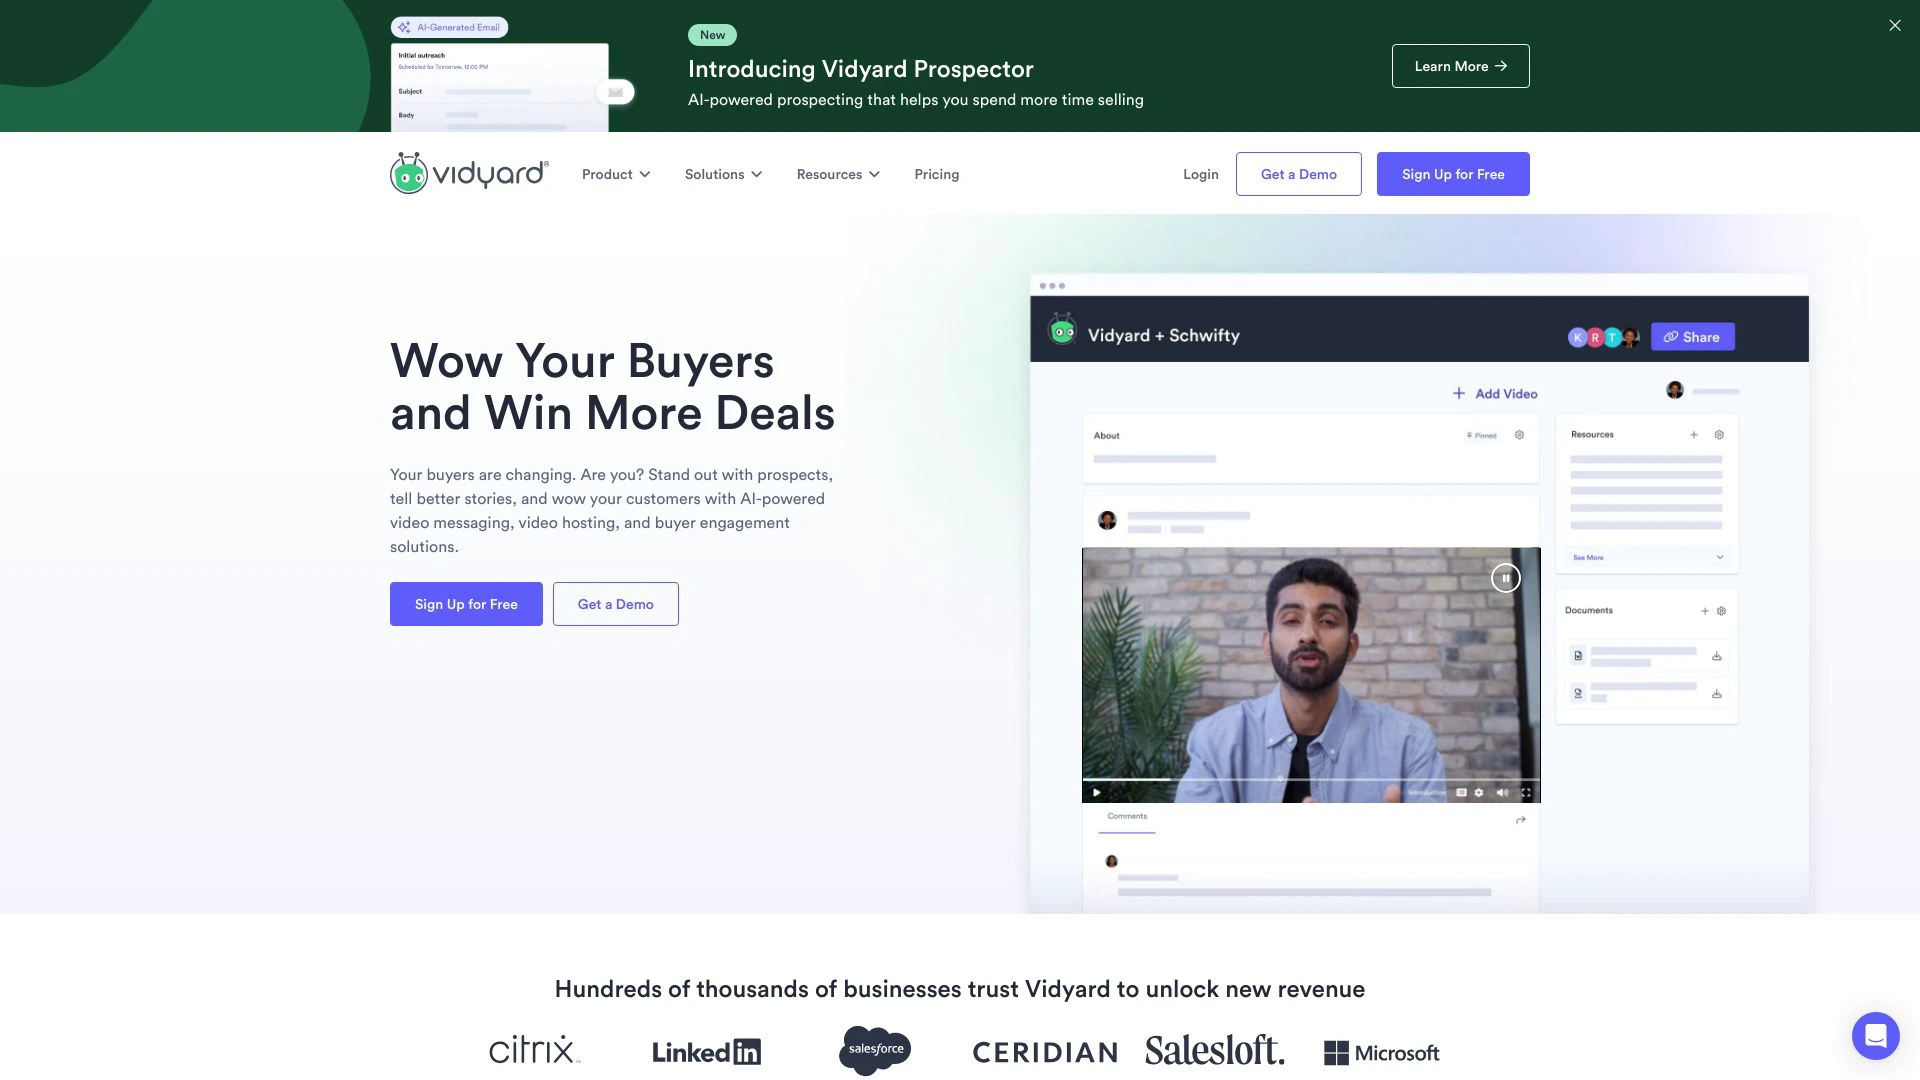 AI-Generated Email
Initial outreach
Scheduled for Tomorrow, 12:00 PM
Subject
Body
New
Introducing Vidyard Prospector
AI-powered prospecting that helps you spend more time selling
Learn More →
vidyard®
Product
Solutions
Resources
Pricing
Login
Get a Demo
Sign Up for Free
Wow Your Buyers
and Win More Deals
Your buyers are changing. Are you? Stand out with prospects,
tell better stories, and wow your customers with AI-powered
video messaging, video hosting, and buyer engagement
solutions.
Sign Up for Free
Get a Demo
Vidyard + Schwifty
K R T
Share
+ Add Video
About
Pinned
Resources
See More
Documents
Introduction
Comments
Hundreds of thousands of businesses trust Vidyard to unlock new revenue
citrix™
LinkedIn
salesforce
CERIDIAN
Salesloft.
Microsoft